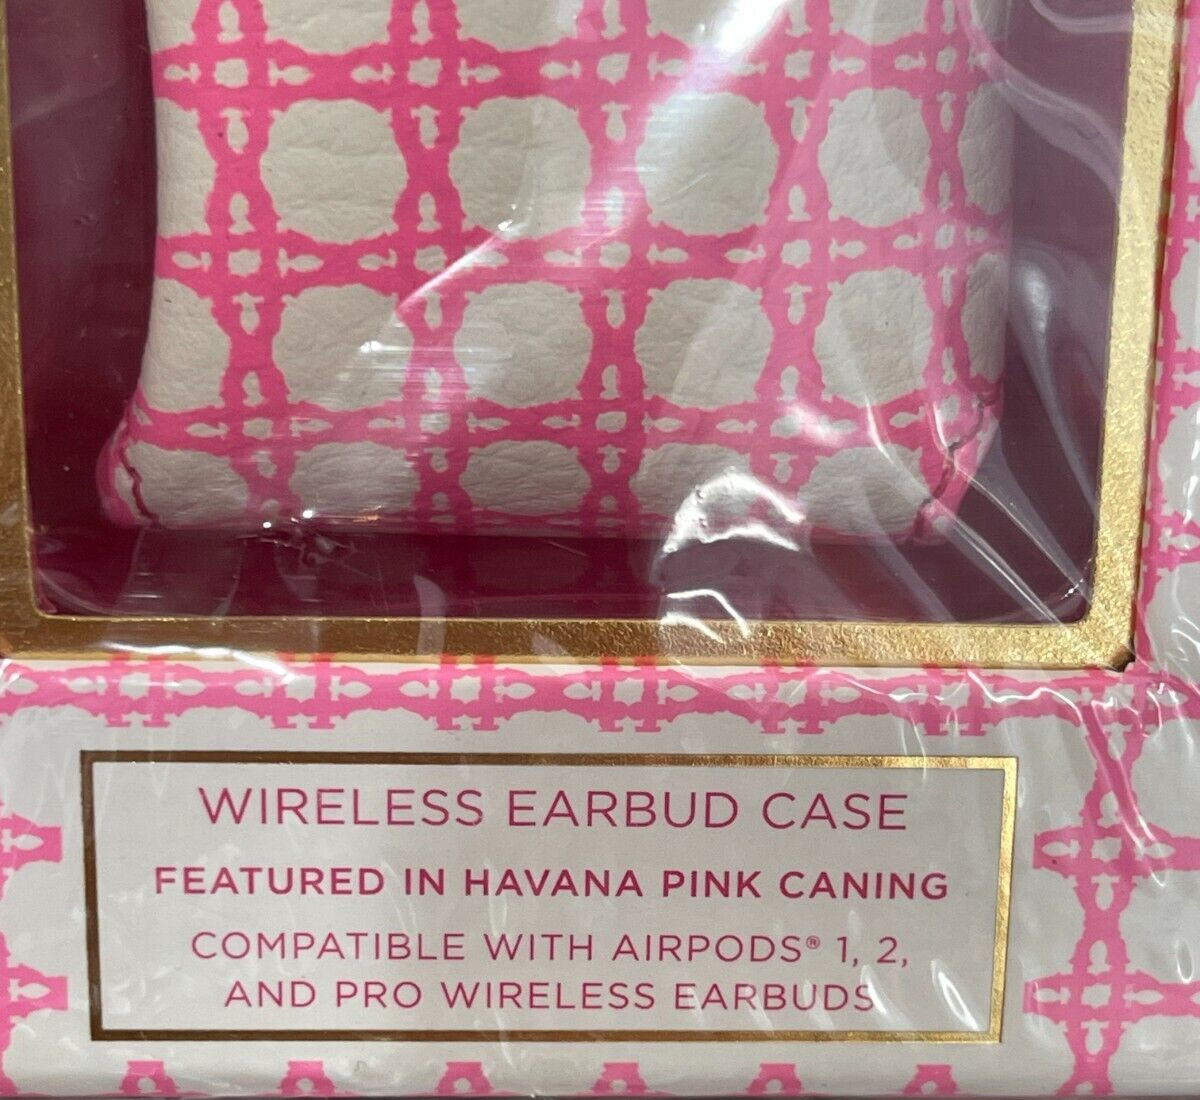 WIRELESS EARBUD CASE
FEATURED IN HAVANA PINK CANING
COMPATIBLE WITH AIRPODS® 1, 2,
AND PRO WIRELESS EARBUDS